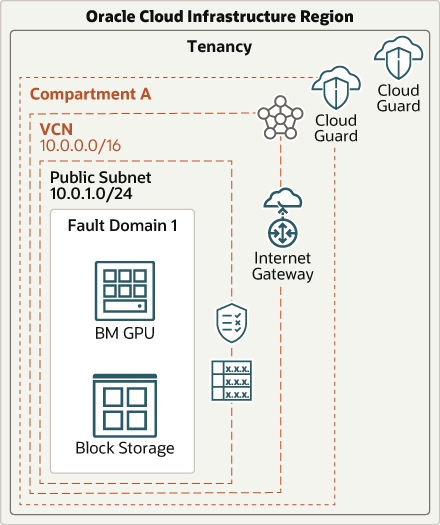 Oracle Cloud Infrastructure Region
Tenancy
Cloud
Guard
Cloud
Guard
Compartment A
VCN
10.0.0.0/16
Public Subnet
10.0.1.0/24
Fault Domain 1
Internet
Gateway
BM GPU
x.x.x.
x.x.x.
x.x.x.
Block Storage